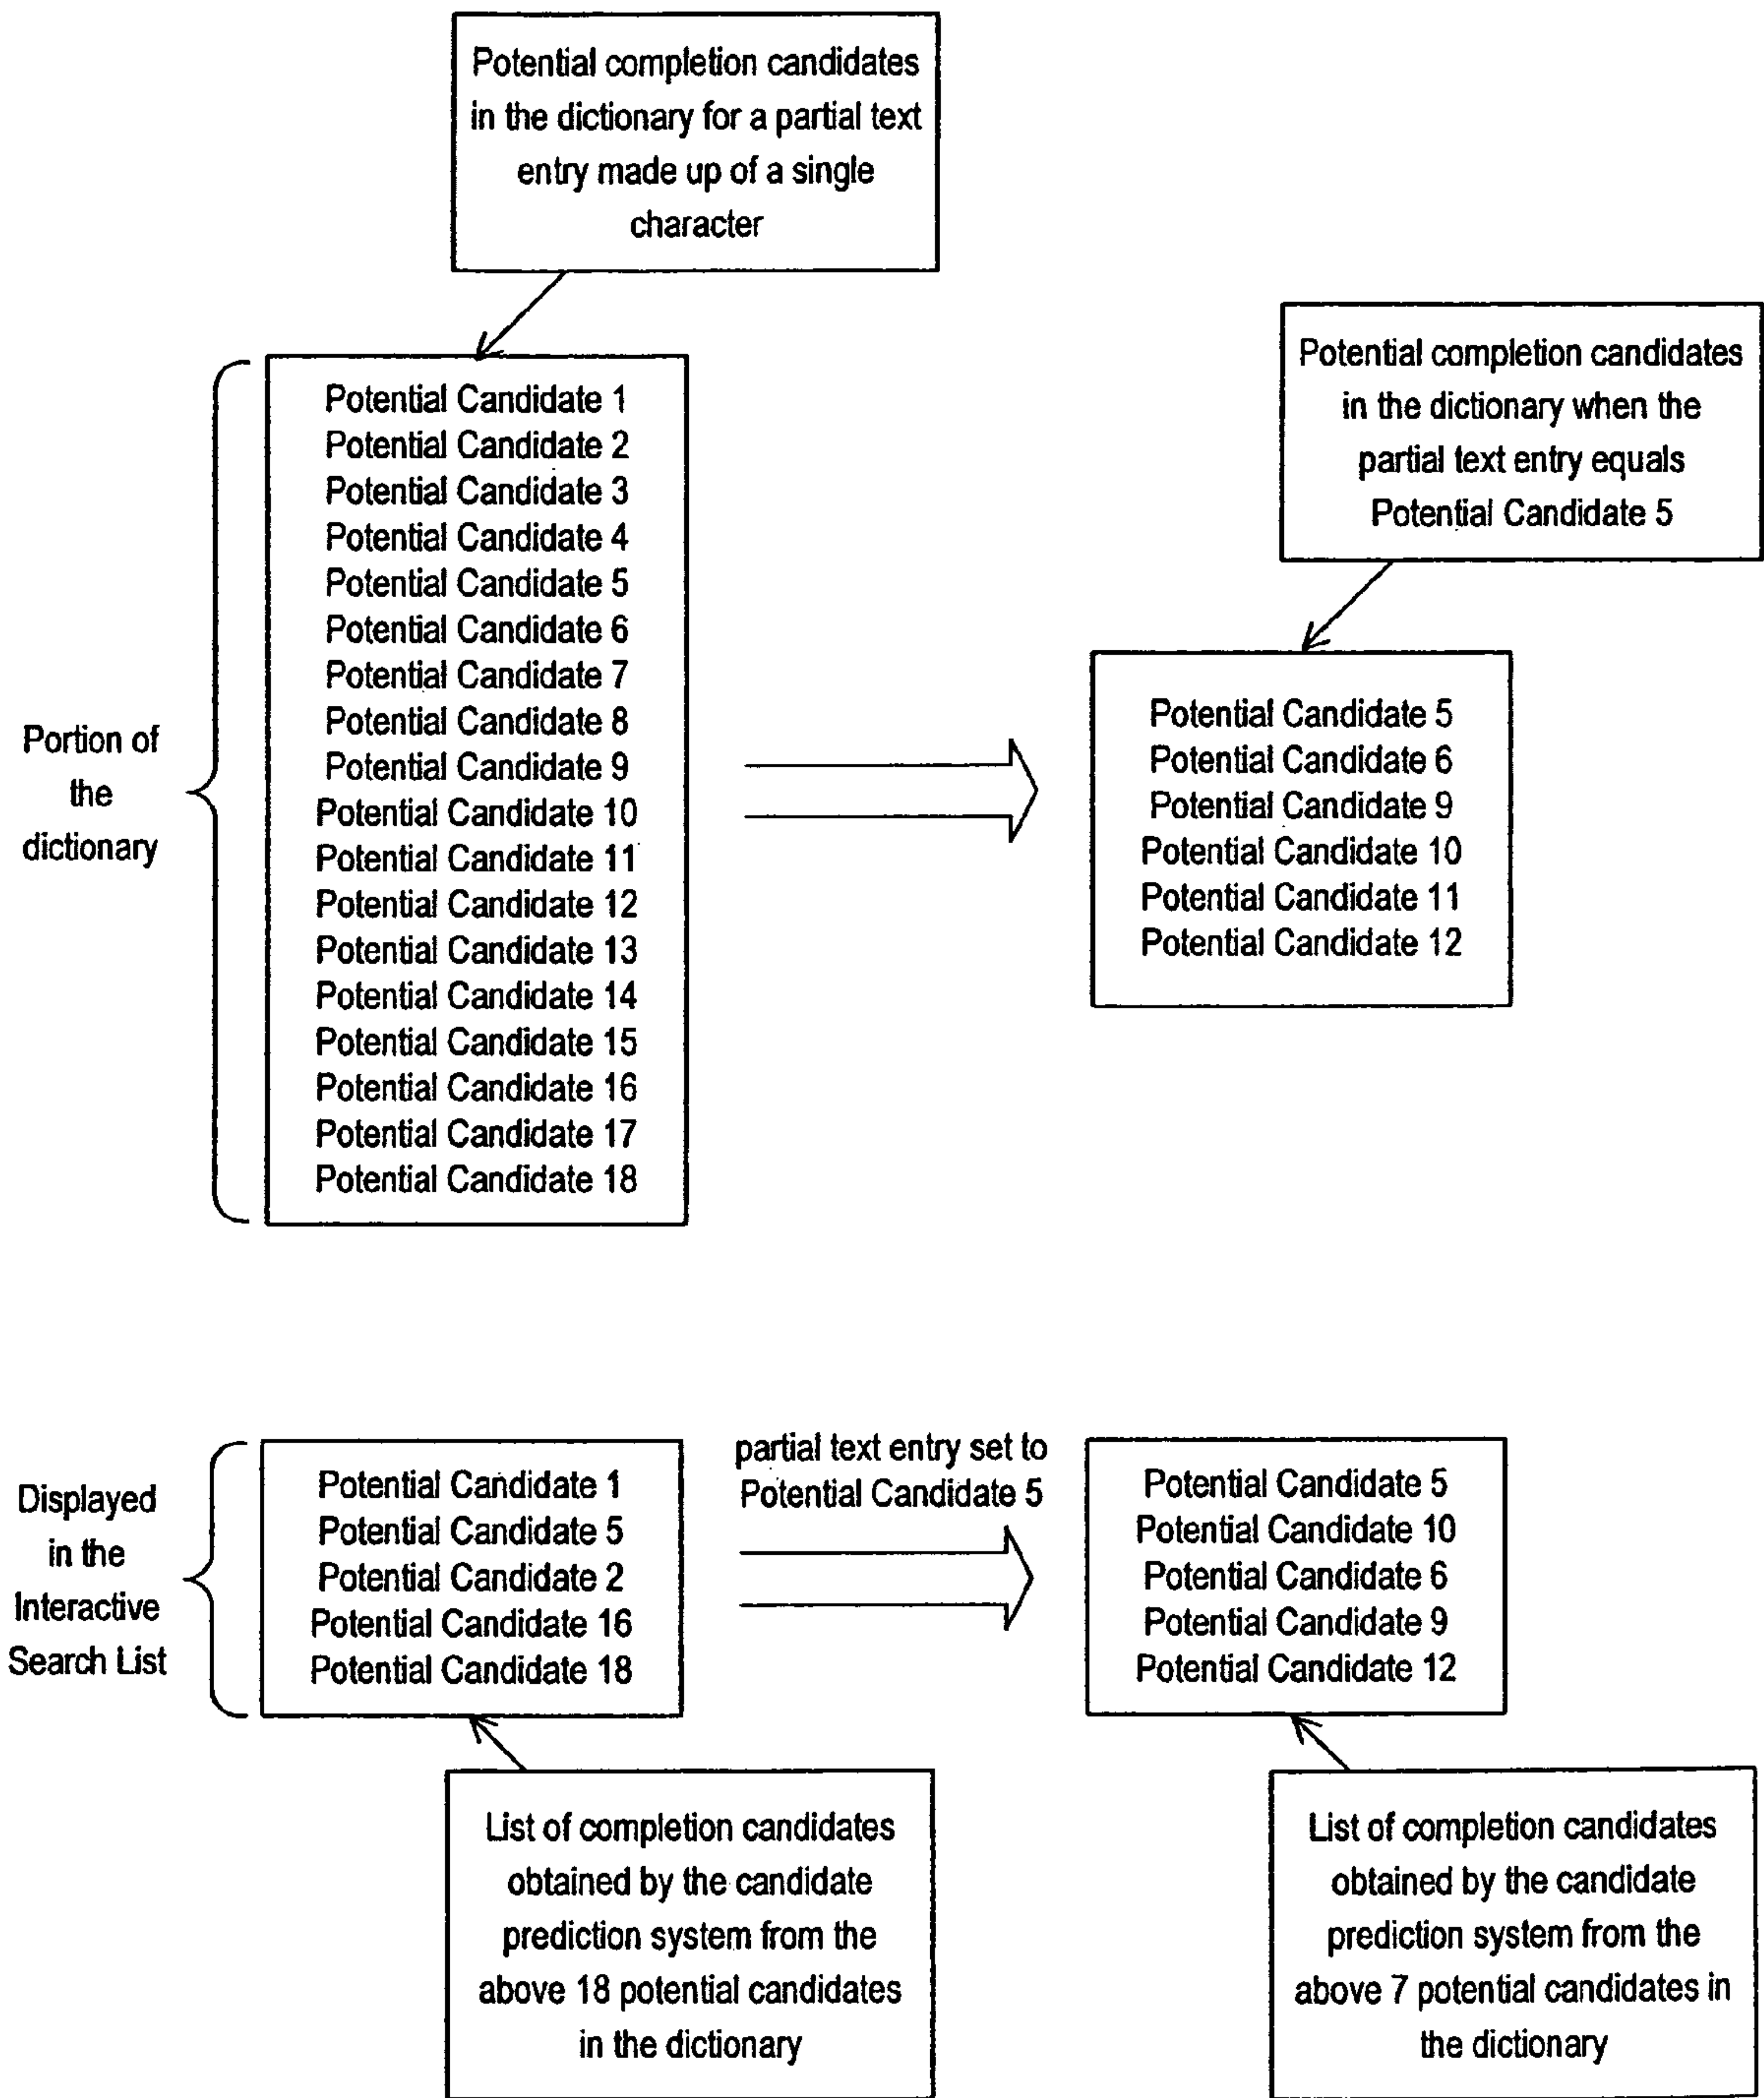 Potential completion candidates
in the dictionary for a partial text
entry made up of a single
character
Potential completion candidates
in the dictionary when the
partial text entry equals
Potential Candidate 5
Portion of
the
dictionary
Potential Candidate 1
Potential Candidate 2
Potential Candidate 3
Potential Candidate 4
Potential Candidate 5
Potential Candidate 6
Potential Candidate 7
Potential Candidate 8
Potential Candidate 9
Potential Candidate 10
Potential Candidate 11
Potential Candidate 12
Potential Candidate 13
Potential Candidate 14
Potential Candidate 15
Potential Candidate 16
Potential Candidate 17
Potential Candidate 18
Potential Candidate 5
Potential Candidate 6
Potential Candidate 9
Potential Candidate 10
Potential Candidate 11
Potential Candidate 12
Displayed
in the
Interactive
Search List
Potential Candidate 1
Potential Candidate 5
Potential Candidate 2
Potential Candidate 16
Potential Candidate 18
partial text entry set to
Potential Candidate 5
Potential Candidate 5
Potential Candidate 10
Potential Candidate 6
Potential Candidate 9
Potential Candidate 12
List of completion candidates
obtained by the candidate
prediction system from the
above 18 potential candidates
in the dictionary
List of completion candidates
obtained by the candidate
prediction system from the
above 7 potential candidates in
the dictionary